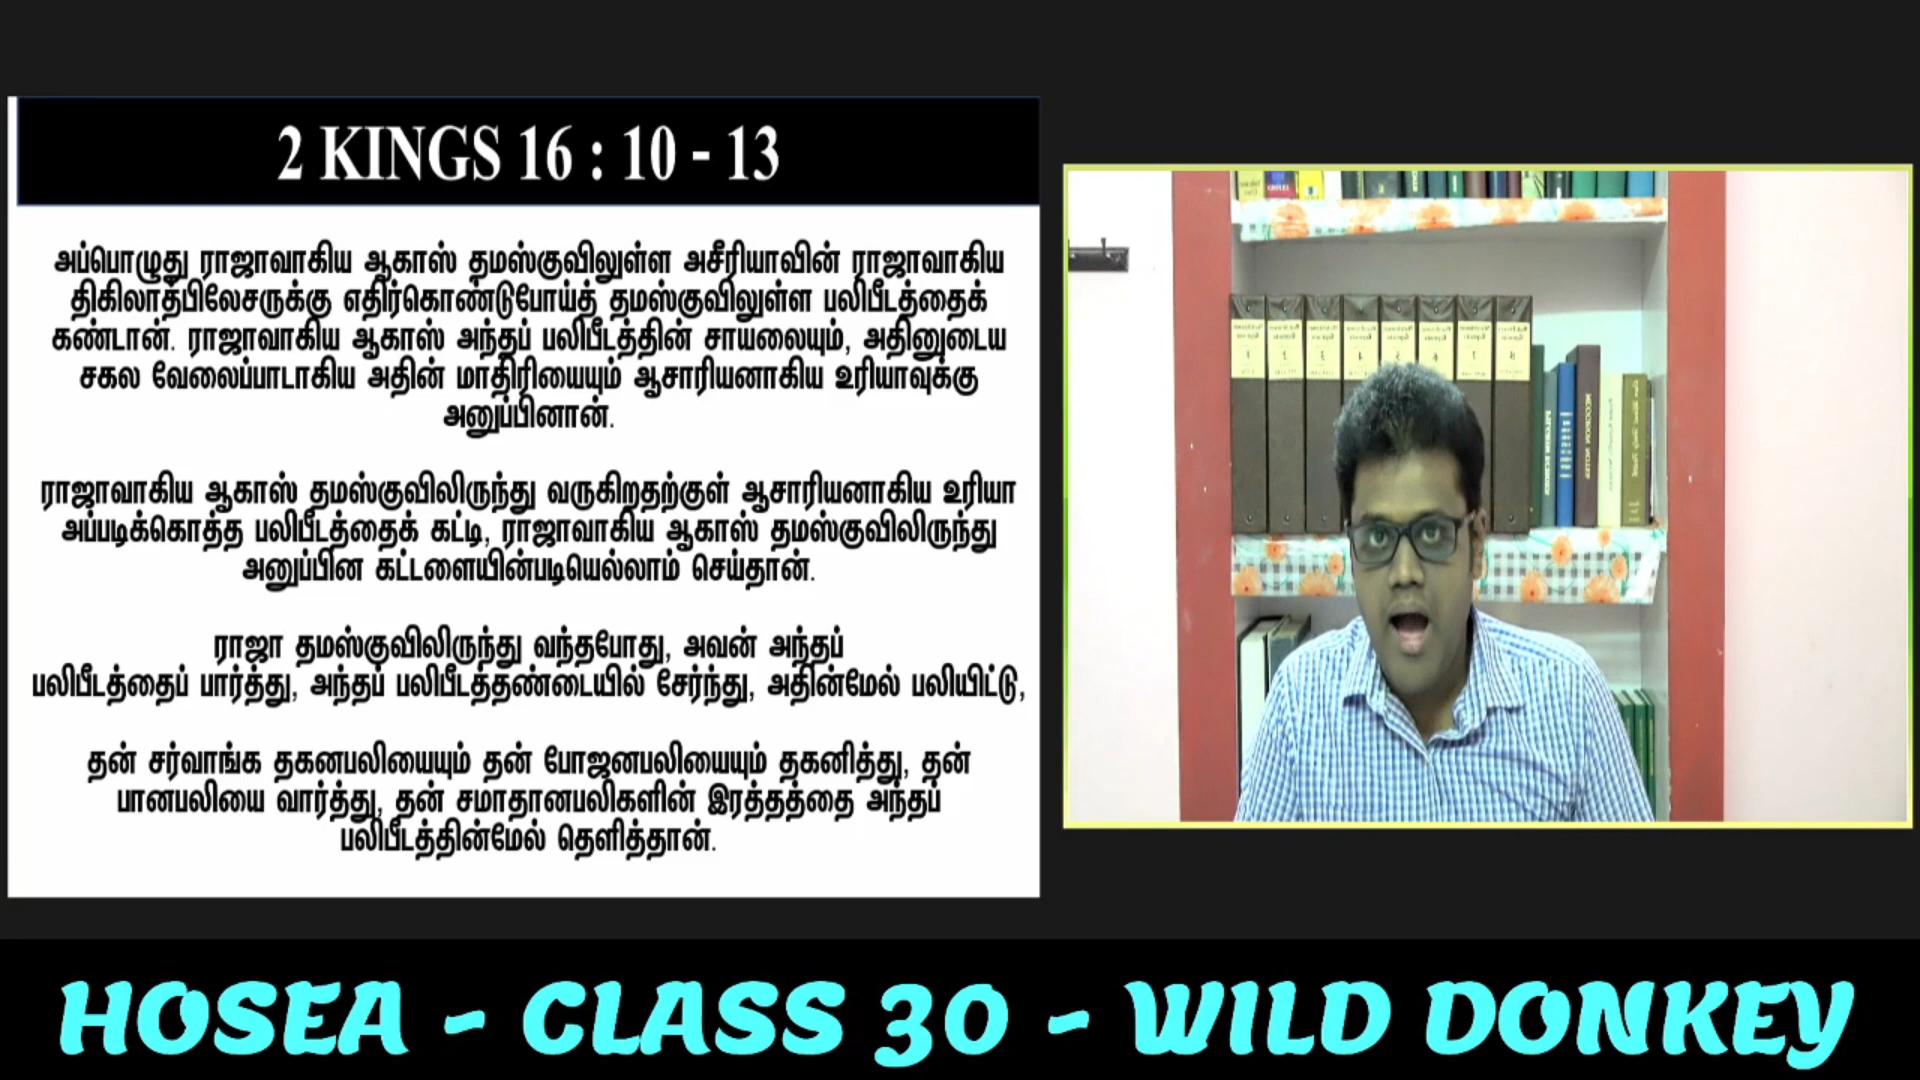 2 KINGS 16 : 10 - 13
அப்பொழுது ராஜாவாகிய ஆகாஸ் தமஸ்குவிலுள்ள அசீரியாவின் ராஜாவாகிய
திகிலாத்பிலேசருக்கு எதிர்கொண்டுபோய்த் தமஸ்குவிலுள்ள பலிபீடத்தைக்
கண்டான். ராஜாவாகிய ஆகாஸ் அந்தப் பலிபீடத்தின் சாயலையும், அதினுடைய
சகல வேலைப்பாடாகிய அதின் மாதிரியையும் ஆசாரியனாகிய உரியாவுக்கு
அனுப்பினான்.
ராஜாவாகிய ஆகாஸ் தமஸ்குவிலிருந்து வருகிறதற்குள் ஆசாரியனாகிய உரியா
அப்படிக்கொத்த பலிபீடத்தைக் கட்டி, ராஜாவாகிய ஆகாஸ் தமஸ்குவிலிருந்து
அனுப்பின கட்டளையின்படியெல்லாம் செய்தான்.
ராஜா தமஸ்குவிலிருந்து வந்தபோது, அவன் அந்தப்
பலிபீடத்தைப் பார்த்து, அந்தப் பலிபீடத்தண்டையில் சேர்ந்து, அதின்மேல் பலியிட்டு,
தன் சர்வாங்க தகனபலியையும் தன் போஜனபலியையும் தகனித்து, தன்
பானபலியை வார்த்து, தன் சமாதானபலிகளின் இரத்தத்தை அந்தப்
பலிபீடத்தின்மேல் தெளித்தான்.
HOSEA - CLASS 30 - WILD DONKEY